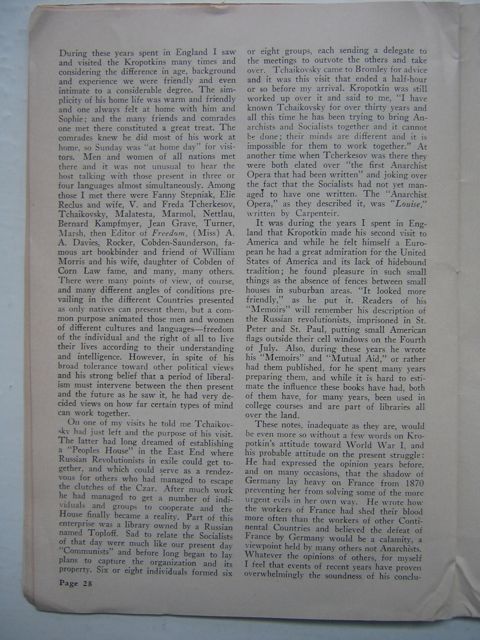 During these years spent in England I saw
and visited the Kropotkins many times and
considering the difference in age, background
and experience we were friendly and even
intimate to a considerable degree. The sim-
plicity of his home life was warm and friendly
and one always felt at home with him and
Sophie; and the many friends and comrades
one met there constituted a great treat. The
comrades knew he did most of his work at
home, so Sunday was "at home day" for visi-
tors. Men and women of all nations met
there and it was not unusual to hear the
host talking with those present in three or
four languages almost simultaneously. Among
those I met there were Fanny Stepniak, Elie
Reclus and wife, V. and Freda Tcherkesov,
Tchaikovsky, Malatesta, Marmol, Nettlau,
Bernard Kampfmyer, Jean Grave, Turner,
Marsh, then Editor of Freedom, (Miss) A.
A. Davies, Rocker, Cobden-Saunderson, fa-
mous art bookbinder and friend of William
Morris and his wife, daughter of Cobden of
Corn Law fame, and many, many others.
There were many points of view, of course,
and many different angles of conditions pre-
vailing in the different Countries presented
as only natives can present them, but a com-
mon purpose animated those men and women
of different cultures and languages—freedom
of the individual and the right of all to live
their lives according to their understanding
and intelligence. However, in spite of his
broad tolerance toward other political views
and his strong belief that a period of liberal-
ism must intervene between the then present
and the future as he saw it, he had very de-
cided views on how far certain types of mind
can work together.
On one of my visits he told me Tchaikov-
sky had just left and the purpose of his visit.
The latter had long dreamed of establishing
a "Peoples House" in the East End where
Russian Revolutionists in exile could get to-
gether, and which could serve as a rendez-
vous for others who had managed to escape
the clutches of the Czar. After much work
he had managed to get a number of indi-
viduals and groups to cooperate and the
House finally became a reality. Part of this
enterprise was a library owned by a Russian
named Toploff. Sad to relate the Socialists
of that day were much like our present day
"Communists" and before long began to lay
plans to capture the organization and its
property. Six or eight individuals formed six
Page 28
or eight groups, each sending a delegate to
the meetings to outvote the others and take
over. Tchaikovsky came to Bromley for advice
and it was this visit that ended a half-hour
or so before my arrival. Kropotkin was still
worked up over it and said to me, "I have
known Tchaikovsky for over thirty years and
all this time he has been trying to bring An-
archists and Socialists together and it cannot
be done; their minds are different and it is
impossible for them to work together." At
another time when Tcherkesov was there they
were both elated over "the first Anarchist
Opera that had been written" and joking over
the fact that the Socialists had not yet man-
aged to have one written. The "Anarchist
Opera," as they described it, was "Louise,"
written by Carpenteir.
It was during the years I spent in Eng-
land that Kropotkin made his second visit to
America and while he felt himself a Euro-
pean he had a great admiration for the United
States of America and its lack of hidebound
tradition; he found pleasure in such small
things as the absence of fences between small
houses in suburban areas. "It looked more
friendly," as he put it. Readers of his
"Memoirs" will remember his description of
the Russian revolutionists, imprisoned in St.
Peter and St. Paul, putting small American
flags outside their cell windows on the Fourth
of July. Also, during these years he wrote
his "Memoirs" and "Mutual Aid," or rather
had them published, for he spent many years
preparing them, and while it is hard to esti-
mate the influence these books have had, both
of them have, for many years, been used in
college courses and are part of libraries all
over the land.
These notes, inadequate as they are, would
be even more so without a few words on Kro-
potkin's attitude toward World War I, and
his probable attitude on the present struggle:
He had expressed the opinion years before,
and on many occasions, that the shadow of
Germany lay heavy on France from 1870
preventing her from solving some of the more
urgent evils in her own way. He wrote how
the workers of France had shed their blood
more often than the workers of other Conti-
nental Countries and believed the defeat of
France by Germany would be a calamity, a
viewpoint held by many others not Anarchists.
Whatever the opinions of others, for myself
I feel that events of recent years have proven
overwhelmingly the soundness of his conclu-